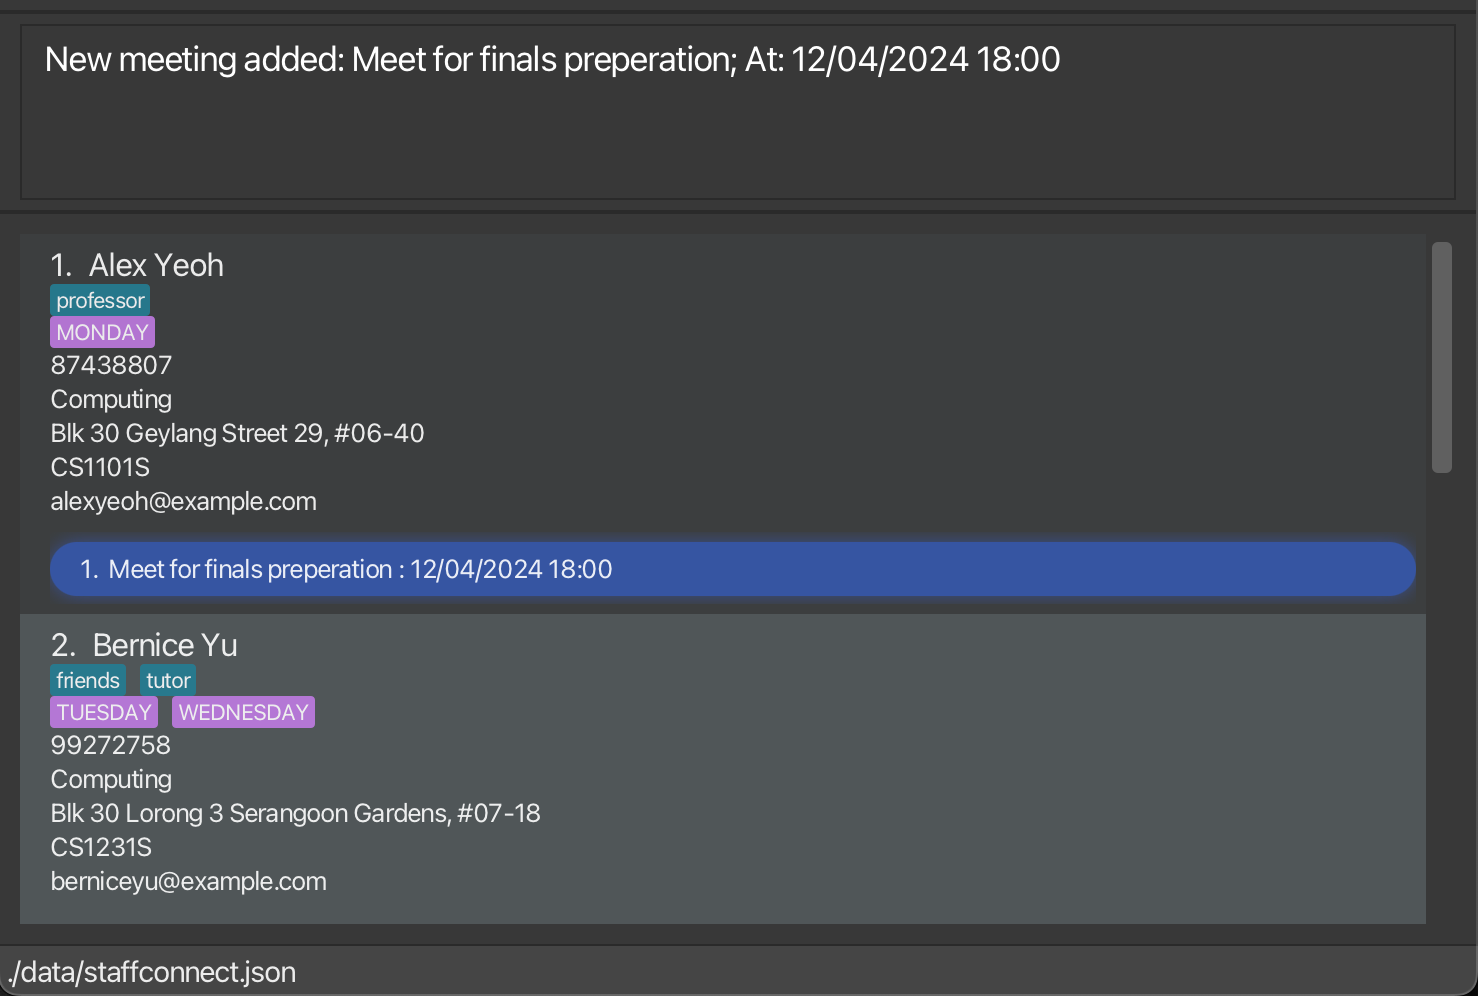 New meeting added: Meet for finals preperation; At: 12/04/2024 18:00
1. Alex Yeoh
professor
MONDAY
87438807
Computing
Blk 30 Geylang Street 29, #06-40
CS1101S
alexyeoh@example.com
1. Meet for finals preperation : 12/04/2024 18:00
2. Bernice Yu
friends tutor
TUESDAY WEDNESDAY
99272758
Computing
Blk 30 Lorong 3 Serangoon Gardens, #07-18
CS1231S
berniceyu@example.com
./data/staffconnect.json